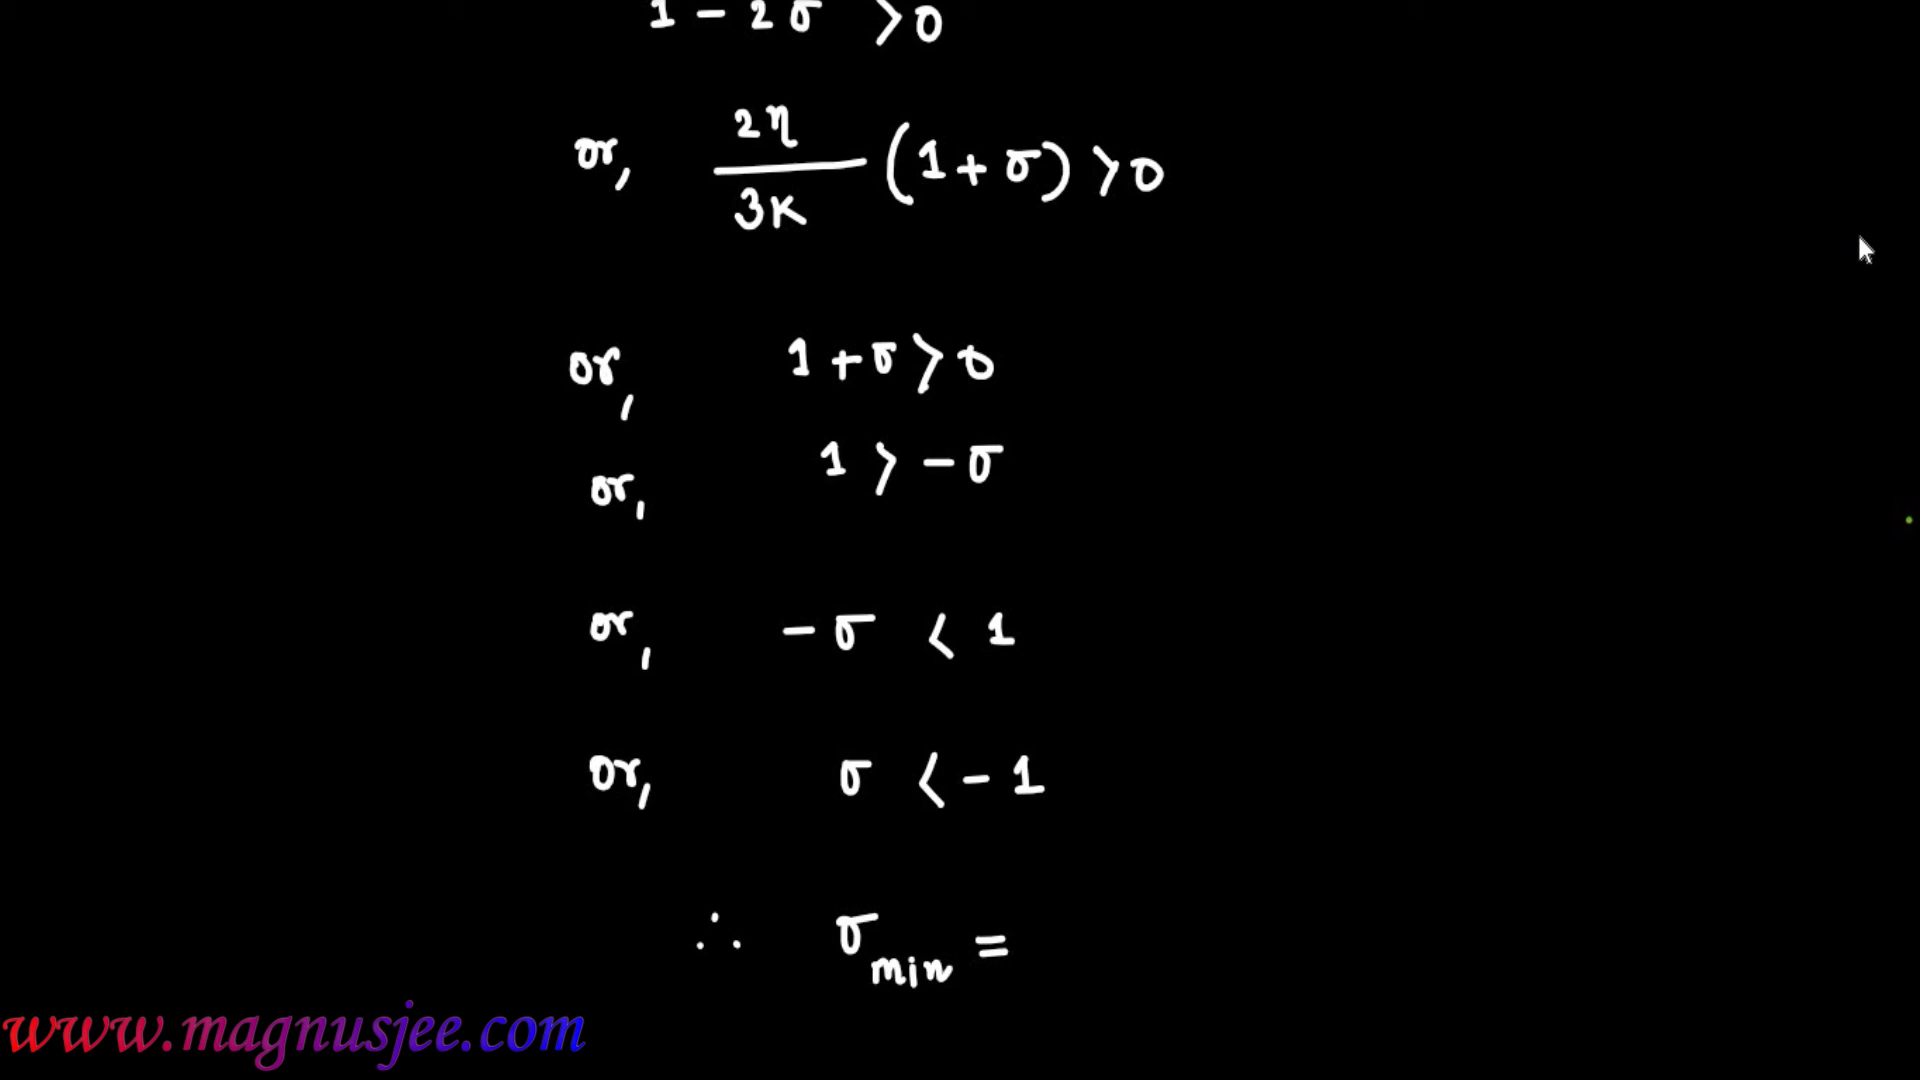 1 - 2σ > 0
or, 2η / 3K (1 + σ) > 0
or, 1 + σ > 0
or, 1 > - σ
or, - σ < 1
or, σ < - 1
∴ σmin =
www.magnusjee.com